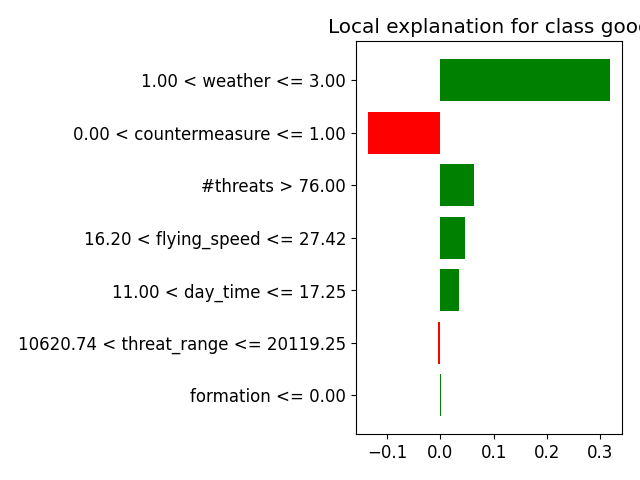 Local explanation for class goo
1.00 < weather <= 3.00
0.00 < countermeasure <= 1.00
#threats > 76.00
16.20 < flying_speed <= 27.42
11.00 < day_time <= 17.25
10620.74 < threat_range <= 20119.25
formation <= 0.00
−0.1 0.0 0.1 0.2 0.3